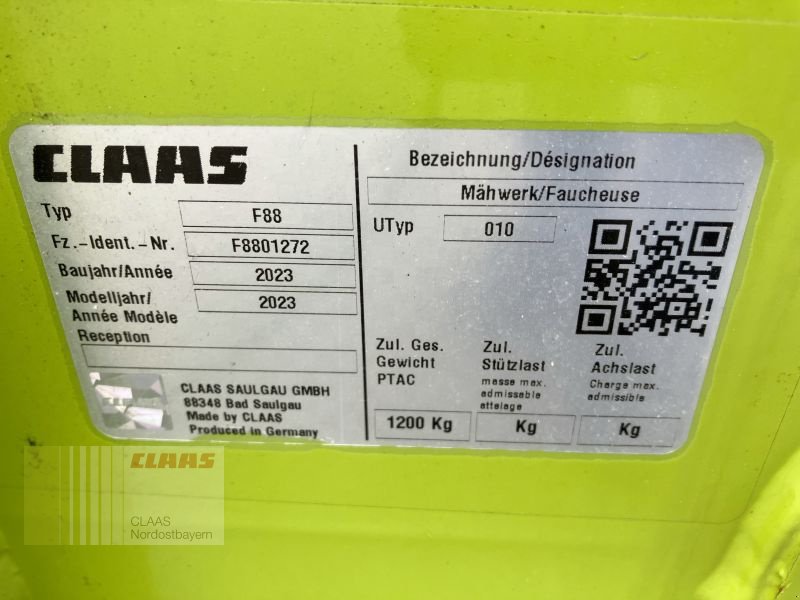 CLAAS
Typ F88
Fz.-Ident.-Nr. F8801272
Baujahr/Année 2023
Modelljahr/
Année Modèle 2023
Reception
CLAAS SAULGAU GMBH
88348 Bad Saulgau
Made by CLAAS
Produced in Germany
Bezeichnung/Désignation
Mähwerk/Faucheuse
UTyp 010
Zul. Ges.
Gewicht
PTAC
1200 Kg
Zul.
Stützlast
masse max.
admissable
attelage
Kg
Zul.
Achslast
Charge max.
admissible
Kg
CLAAS
CLAAS
Nordostbayern